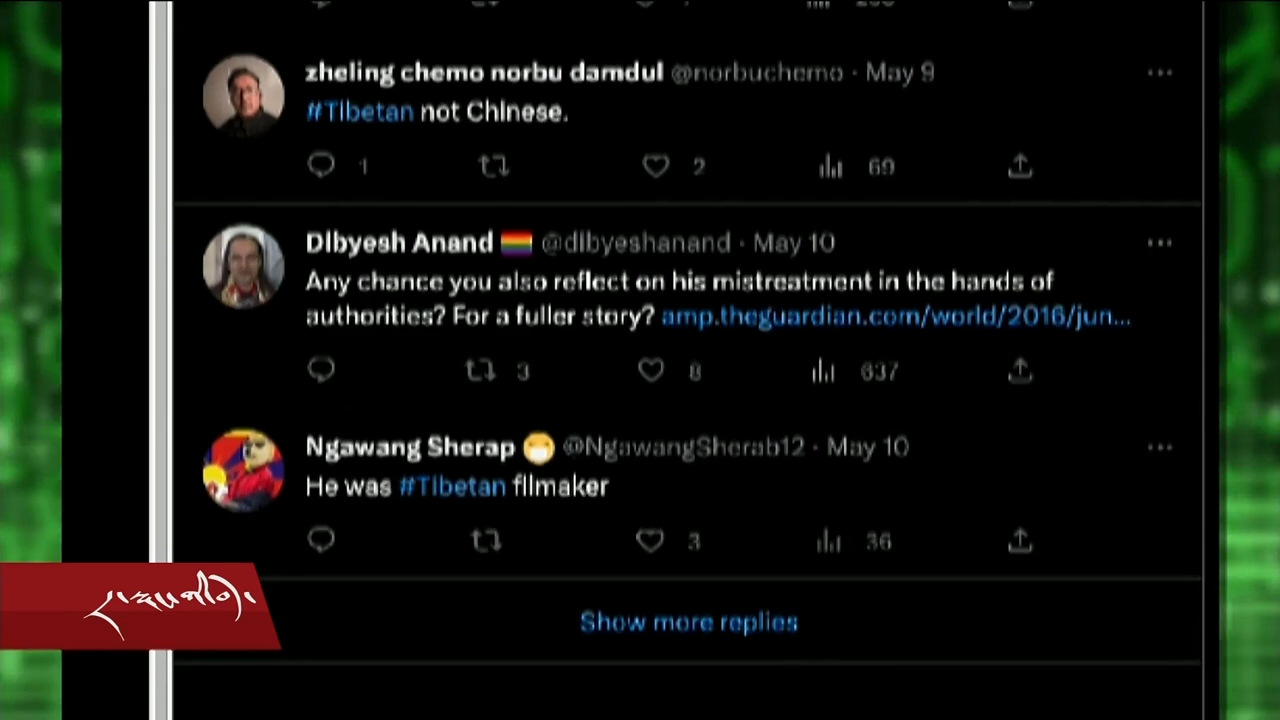 zheling chemo norbu damdul @norbuchemo · May 9
#Tibetan not Chinese.
1 2 69
Dibyesh Anand 🏳️‍🌈 @dibyeshanand · May 10
Any chance you also reflect on his mistreatment in the hands of
authorities? For a fuller story? amp.theguardian.com/world/2016/jun...
3 8 637
Ngawang Sherap 😷 @NgawangSherab12 · May 10
He was #Tibetan filmaker
3 36
Show more replies